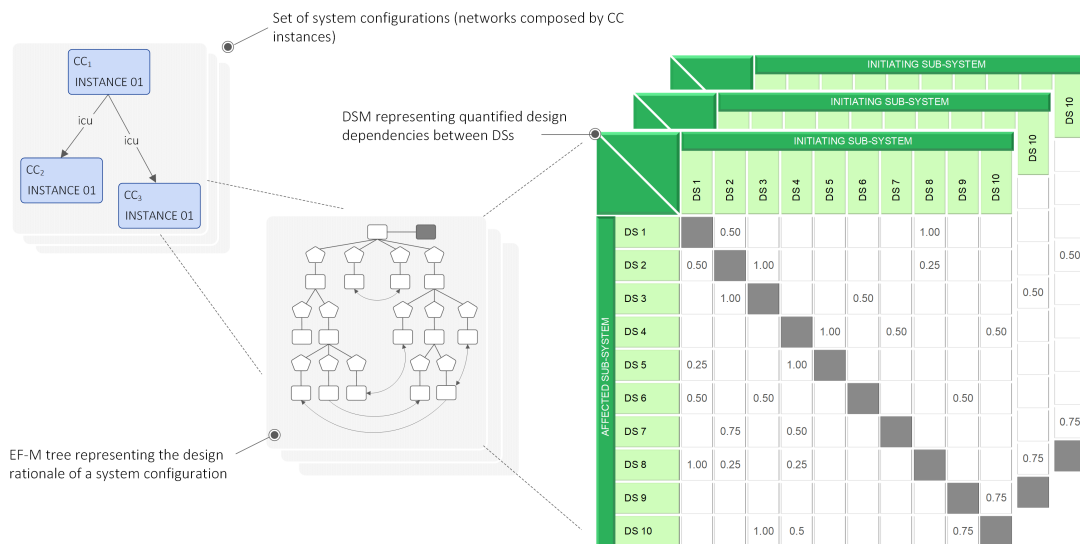 Set of system configurations (networks composed by CC
instances)
CC1
INSTANCE 01
icu
icu
CC2
INSTANCE 01
CC3
INSTANCE 01
DSM representing quantified design
dependencies between DSs
EF-M tree representing the design
rationale of a system configuration
INITIATING SUB-SYSTEM
DS 10
0.50
0.75
INITIATING SUB-SYSTEM
DS 10
0.50
0.75
INITIATING SUB-SYSTEM
DS 1 DS 2 DS 3 DS 4 DS 5 DS 6 DS 7 DS 8 DS 9 DS 10
AFFECTED SUB-SYSTEM
DS 1 0.50 1.00
DS 2 0.50 1.00 0.25
DS 3 1.00 0.50
DS 4 1.00 0.50 0.50
DS 5 0.25 1.00
DS 6 0.50 0.50 0.50
DS 7 0.75 0.50
DS 8 1.00 0.25 0.25
DS 9 0.75
DS 10 1.00 0.5 0.75